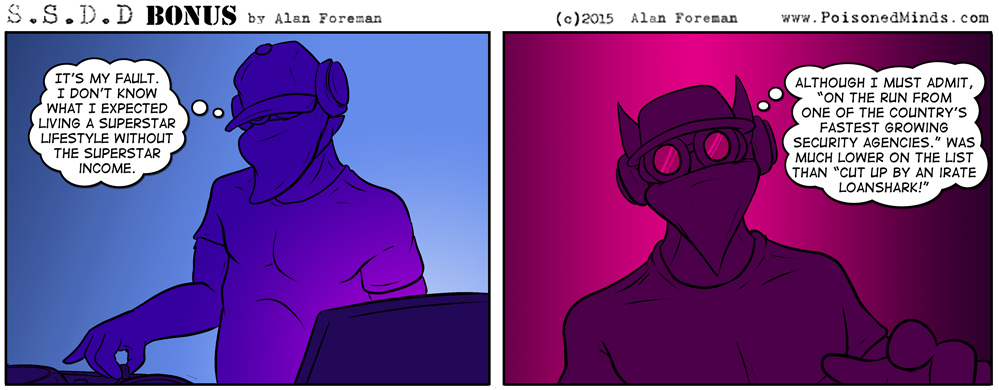 S.S.D.D BONUS by Alan Foreman (c)2015 Alan Foreman www.PoisonedMinds.com
IT'S MY FAULT.
I DON'T KNOW
WHAT I EXPECTED
LIVING A SUPERSTAR
LIFESTYLE WITHOUT
THE SUPERSTAR
INCOME.
ALTHOUGH I MUST ADMIT,
"ON THE RUN FROM
ONE OF THE COUNTRY'S
FASTEST GROWING
SECURITY AGENCIES." WAS
MUCH LOWER ON THE LIST
THAN "CUT UP BY AN IRATE
LOANSHARK!"